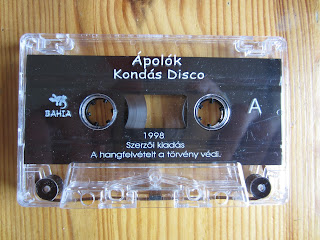 Ápolók
Kondás Disco
BAHIA
A
1998
Szerzői kiadás
A hangfelvételt a törvény védi.